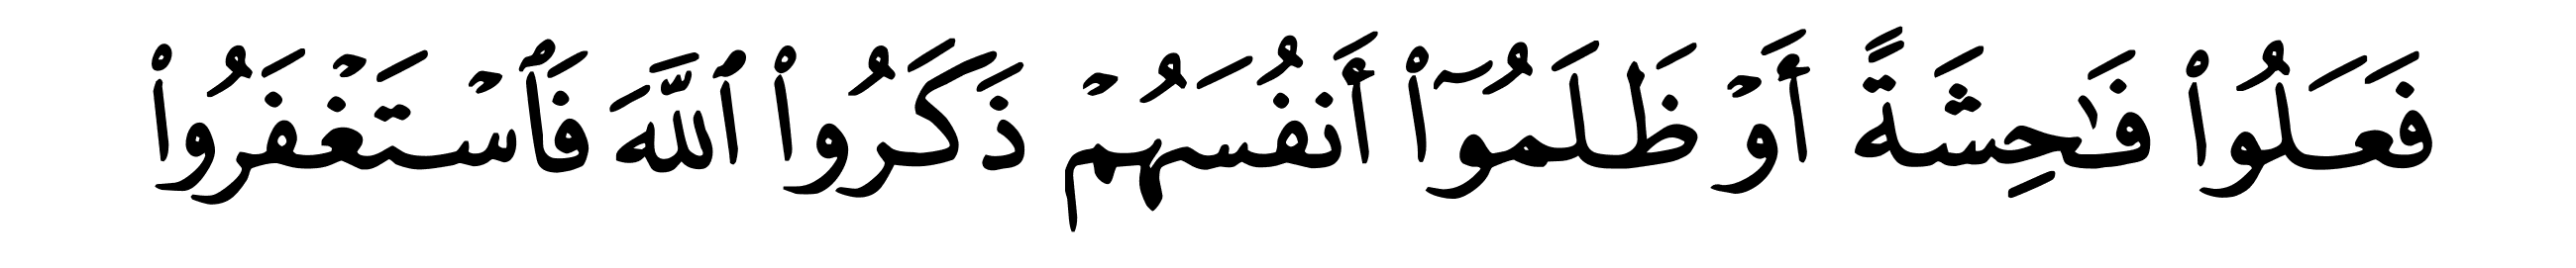 فَعَلُوا۟ فَـٰحِشَةً أَوْ ظَلَمُوٓا۟ أَنفُسَهُمْ ذَكَرُوا۟ ٱللَّهَ فَٱسْتَغْفَرُوا۟